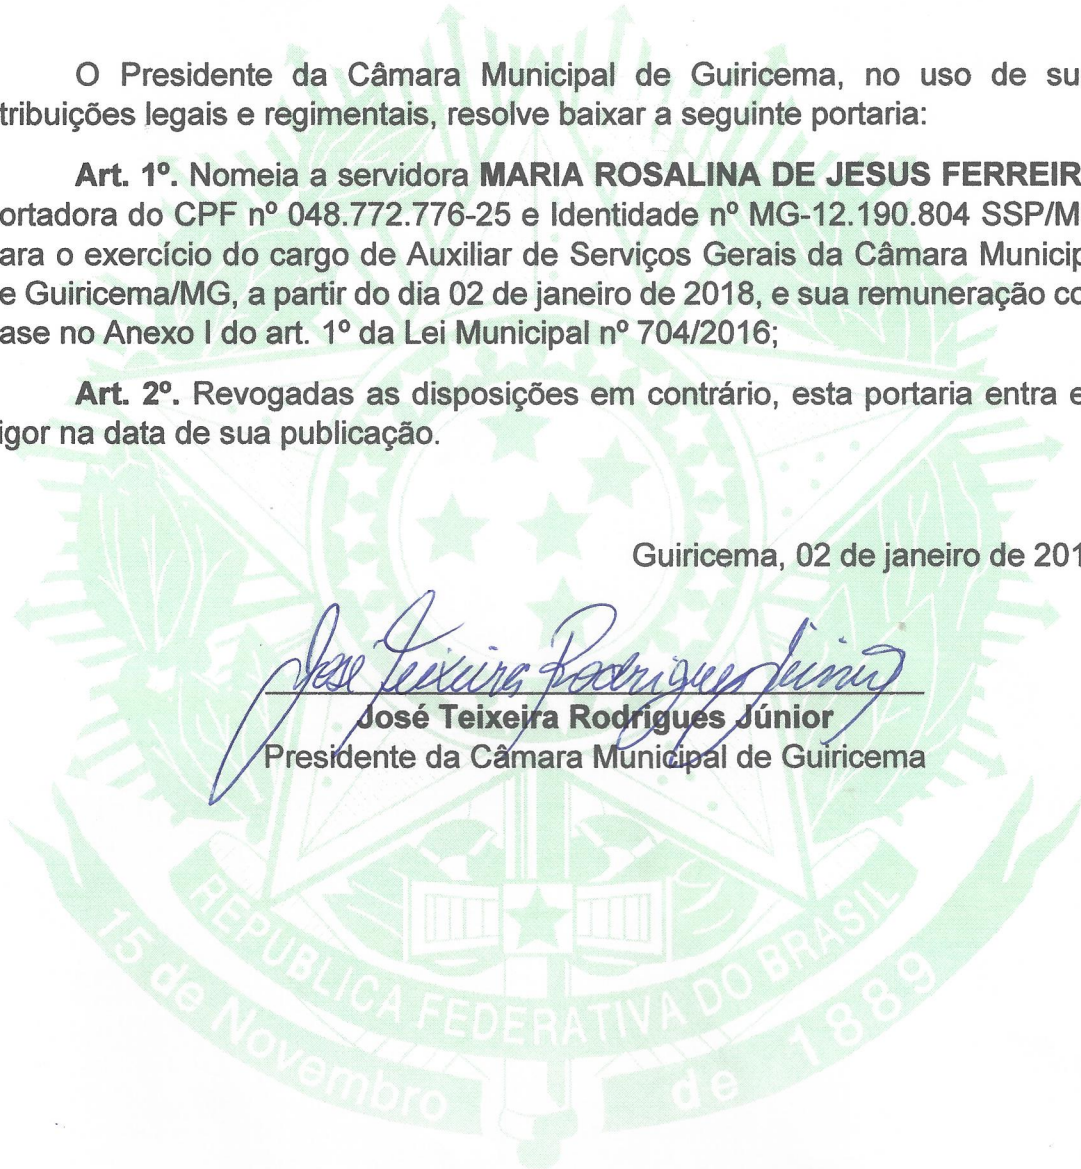 O Presidente da Câmara Municipal de Guiricema, no uso de su
tribuições legais e regimentais, resolve baixar a seguinte portaria:
Art. 1º. Nomeia a servidora MARIA ROSALINA DE JESUS FERREIR
ortadora do CPF nº 048.772.776-25 e Identidade nº MG-12.190.804 SSP/M
ara o exercício do cargo de Auxiliar de Serviços Gerais da Câmara Municip
e Guiricema/MG, a partir do dia 02 de janeiro de 2018, e sua remuneração co
ase no Anexo I do art. 1º da Lei Municipal nº 704/2016;
Art. 2º. Revogadas as disposições em contrário, esta portaria entra e
igor na data de sua publicação.
Guiricema, 02 de janeiro de 201
José Teixeira Rodrigues Júnior
José Teixeira Rodrigues Júnior
Presidente da Câmara Municipal de Guiricema
REPUBLICA FEDERATIVA DO BRASIL
15 de Novembro de 1889